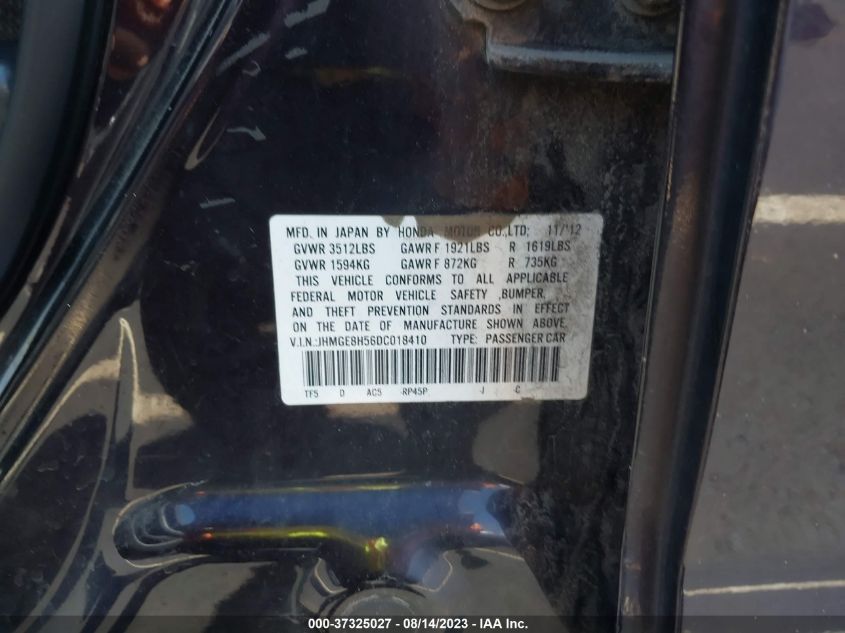 MFD. IN JAPAN BY HONDA MOTOR CO.,LTD; 11/'12
GVWR 3512LBS GAWR F 1921LBS R 1619LBS
GVWR 1594KG GAWR F 872KG R 735KG
THIS VEHICLE CONFORMS TO ALL APPLICABLE
FEDERAL MOTOR VEHICLE SAFETY ,BUMPER,
AND THEFT PREVENTION STANDARDS IN EFFECT
ON THE DATE OF MANUFACTURE SHOWN ABOVE.
V.I.N.:JHMGE8H56DC018410 TYPE: PASSENGER CAR
TF5 D AC5 -RP45P -J -C
000-37325027 - 08/14/2023 - IAA Inc.